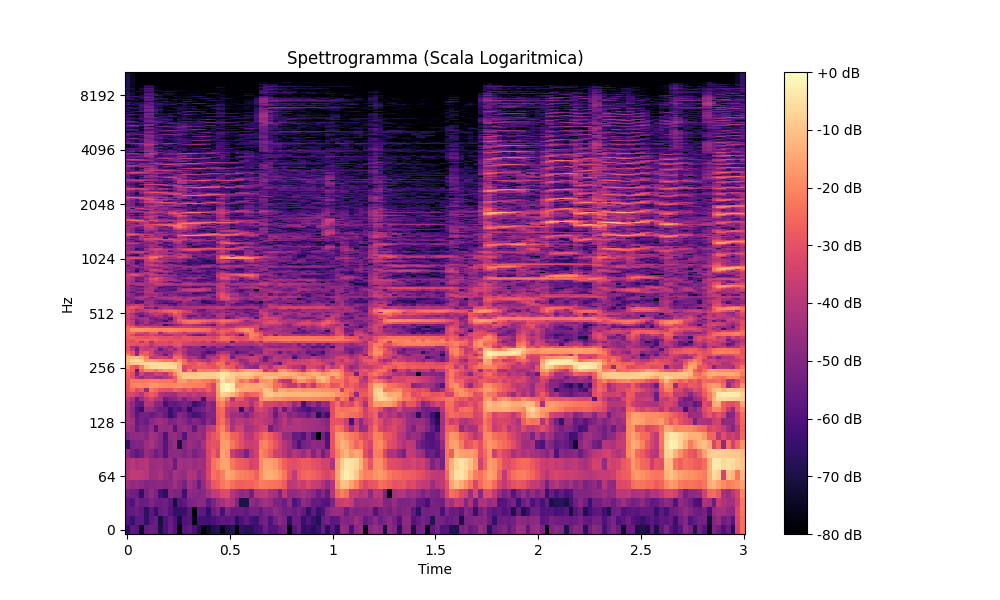 Spettrogramma (Scala Logaritmica)
8192
4096
2048
1024
512
256
128
64
0
Hz
0
0.5
1
1.5
2
2.5
3
Time
+0 dB
-10 dB
-20 dB
-30 dB
-40 dB
-50 dB
-60 dB
-70 dB
-80 dB